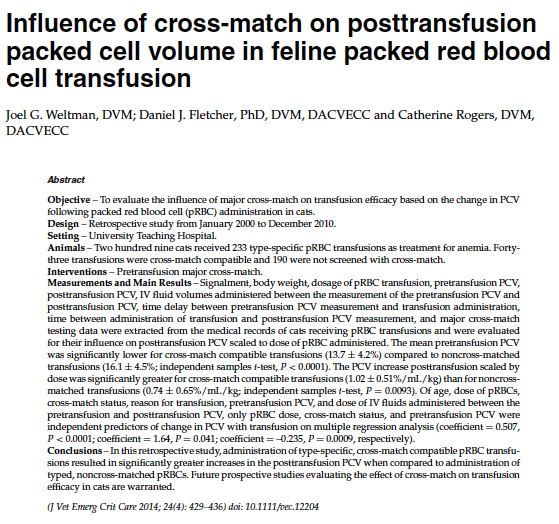 Influence of cross-match on posttransfusion
packed cell volume in feline packed red blood
cell transfusion
Joel G. Weltman, DVM; Daniel J. Fletcher, PhD, DVM, DACVECC and Catherine Rogers, DVM,
DACVECC
Abstract
Objective – To evaluate the influence of major cross-match on transfusion efficacy based on the change in PCV
following packed red blood cell (pRBC) administration in cats.
Design – Retrospective study from January 2000 to December 2010.
Setting – University Teaching Hospital.
Animals – Two hundred nine cats received 233 type-specific pRBC transfusions as treatment for anemia. Forty-
three transfusions were cross-match compatible and 190 were not screened with cross-match.
Interventions – Pretransfusion major cross-match.
Measurements and Main Results – Signalment, body weight, dosage of pRBC transfusion, pretransfusion PCV,
posttransfusion PCV, IV fluid volumes administered between the measurement of the pretransfusion PCV and
posttransfusion PCV, time delay between pretransfusion PCV measurement and transfusion administration,
time between administration of transfusion and posttransfusion PCV measurement, major cross-match
testing data were extracted from the medical records of cats receiving pRBC transfusions and were evaluated
for their influence on posttransfusion PCV scaled to dose of pRBC administered. The mean pretransfusion PCV
was significantly lower for cross-match compatible transfusions (13.7 ± 4.2%) compared to noncross-matched
transfusions (16.1 ± 4.5%; independent samples t-test, P < 0.0001). The PCV increase posttransfusion scaled by
dose was significantly greater for cross-match compatible transfusions (1.02 ± 0.51%/mL/kg) than for noncross-
matched transfusions (0.74 ± 0.65%/mL/kg; independent samples t-test, P = 0.0093). Of age, dose of pRBCs,
cross-match status, reason for transfusion, pretransfusion PCV, and dose of IV fluids administered between the
pretransfusion and posttransfusion PCV, only pRBC dose, cross-match status, and pretransfusion PCV were
independent predictors of change in PCV with transfusion on multiple regression analysis (coefficient = 0.507,
P < 0.0001; coefficient = 1.64, P = 0.041; coefficient = –0.235, P = 0.0009, respectively).
Conclusions – In this retrospective study, administration of type-specific, cross-match compatible pRBC transfu-
sions resulted in significantly greater increases in the posttransfusion PCV when compared to administration of
typed, noncross-matched pRBCs. Future prospective studies evaluating the effect of cross-match on transfusion
efficacy in cats are warranted.
(J Vet Emerg Crit Care 2014; 24(4): 429–436) doi: 10.1111/vec.12204